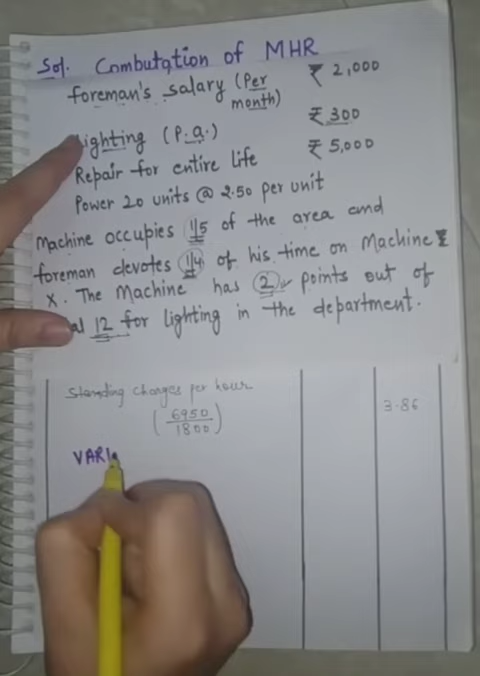 Sol. Combutation of MHR
foreman's salary (Per month) ₹ 2,000
Lighting (P.a.) ₹ 300
Repair for entire life ₹ 5,000
Power 20 units @ 2.50 per unit
Machine occupies 1/5 of the area and
foreman devotes 1/4 of his time on Machine
X. The Machine has 2 points out of
12 for lighting in the department.
Standing charges per hour 3.86
(6950/1800)
VARI